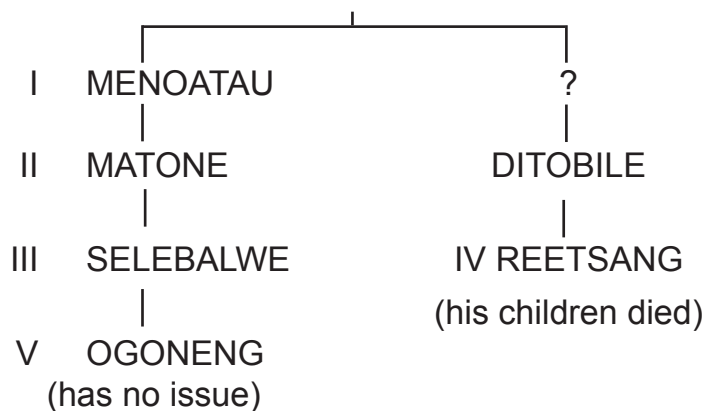 I MENOATAU ?
II MATONE DITOBILE
III SELEBALWE IV REETSANG
(his children died)
V OGONENG
(has no issue)